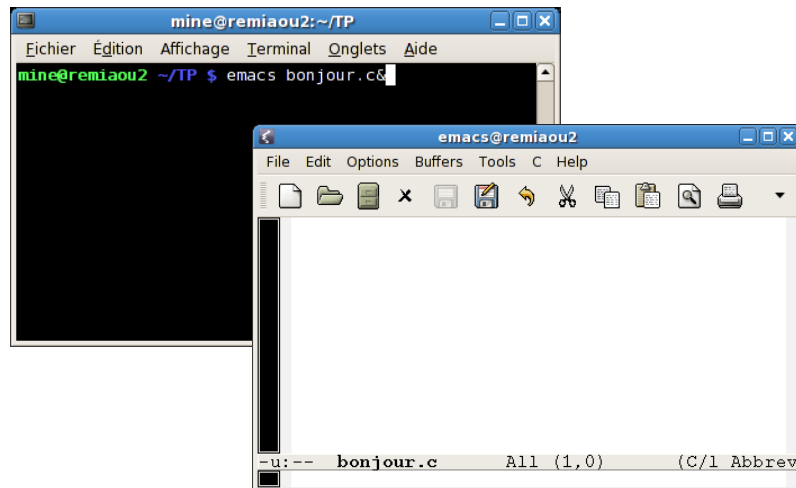 mine@remiaou2:~/TP
Fichier Édition Affichage Terminal Onglets Aide
mine@remiaou2 ~/TP $ emacs bonjour.c&
emacs@remiaou2
File Edit Options Buffers Tools C Help
-u:-- bonjour.c All (1,0) (C/l Abbrev